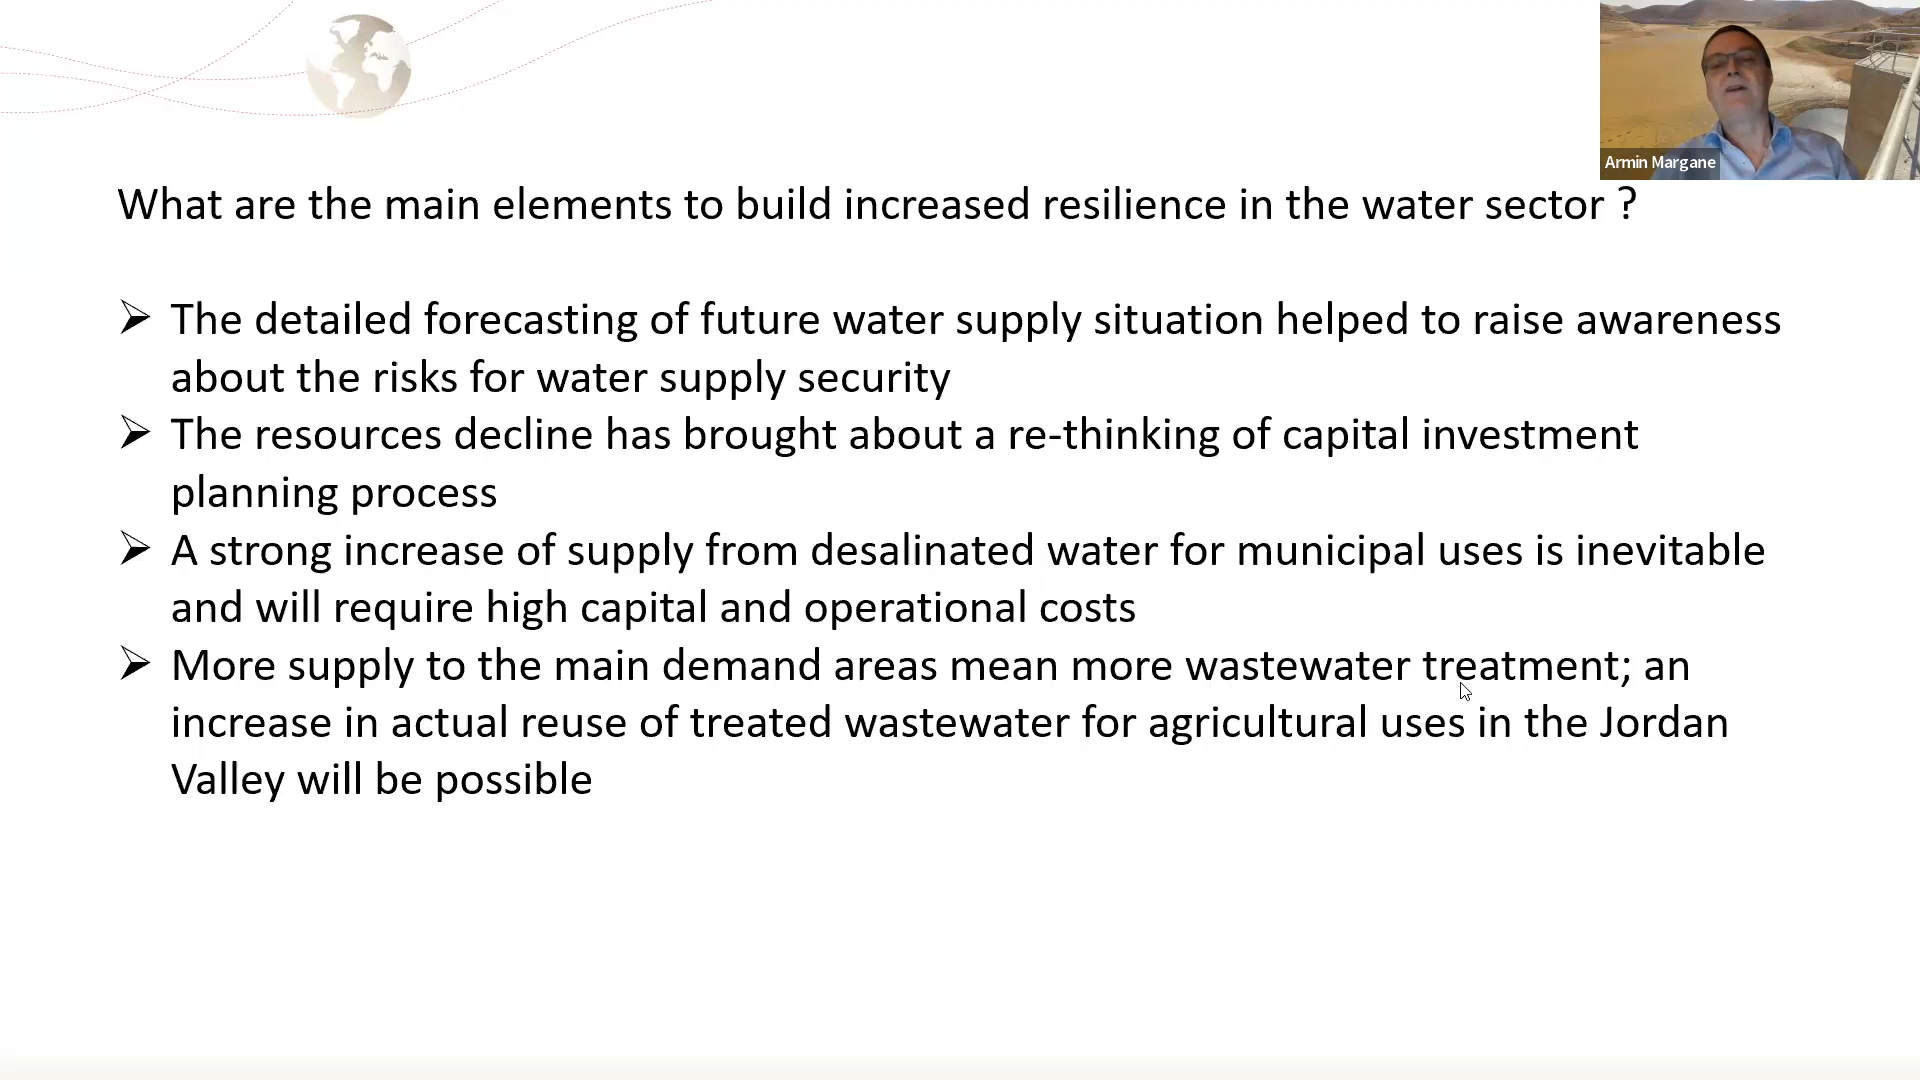 Armin Margane
What are the main elements to build increased resilience in the water sector ?
➢ The detailed forecasting of future water supply situation helped to raise awareness
about the risks for water supply security
➢ The resources decline has brought about a re-thinking of capital investment
planning process
➢ A strong increase of supply from desalinated water for municipal uses is inevitable
and will require high capital and operational costs
➢ More supply to the main demand areas mean more wastewater treatment; an
increase in actual reuse of treated wastewater for agricultural uses in the Jordan
Valley will be possible